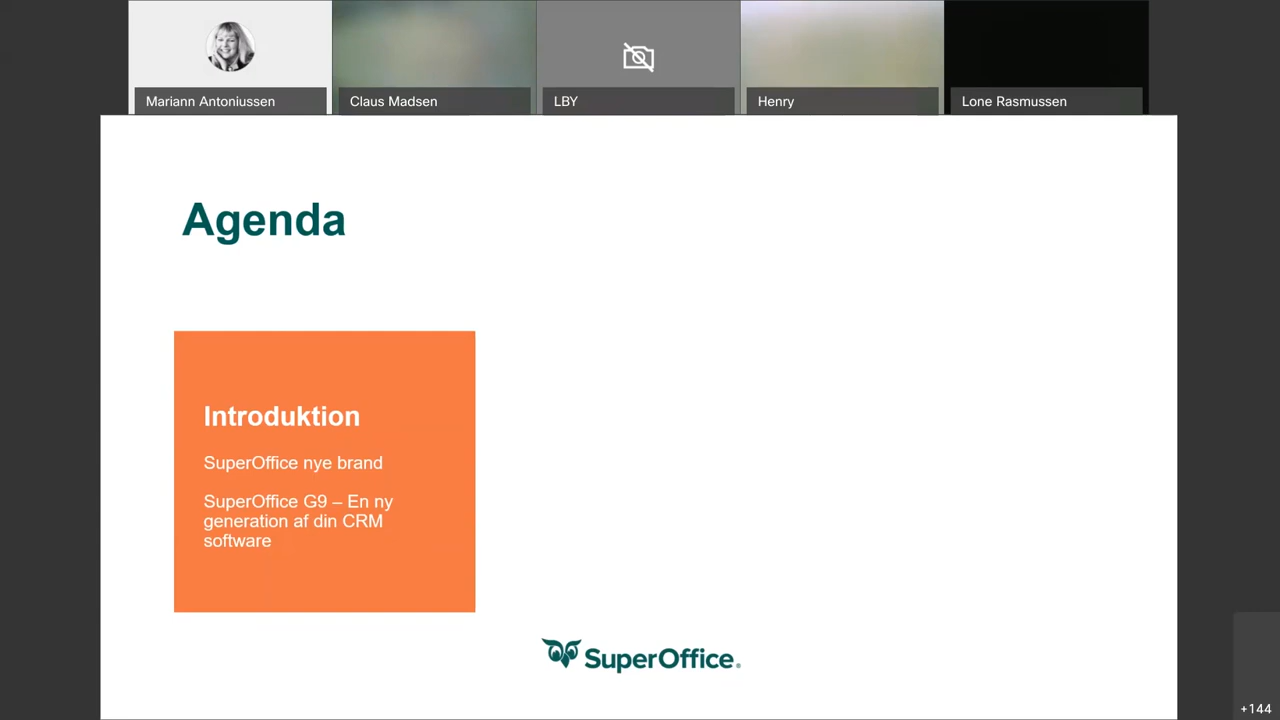 Mariann Antoniussen
Claus Madsen
LBY
Henry
Lone Rasmussen
Agenda
Introduktion
SuperOffice nye brand
SuperOffice G9 – En ny
generation af din CRM
software
SuperOffice.
+144